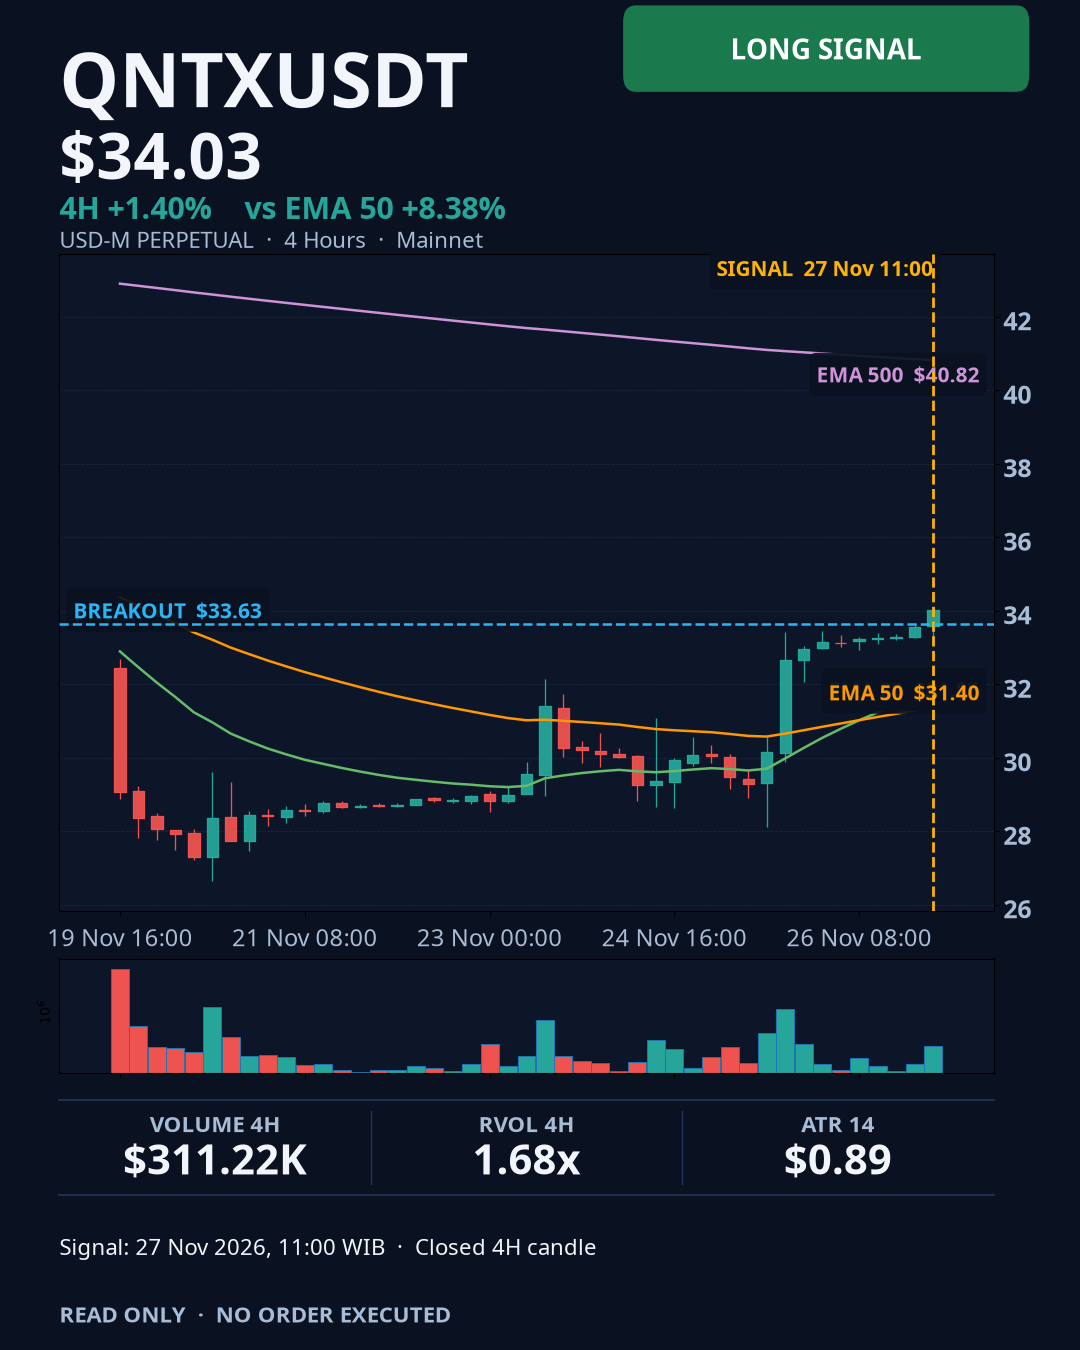 LONG SIGNAL
QNTXUSDT
$34.03
4H +1.40% vs EMA 50 +8.38%
USD-M PERPETUAL · 4 Hours · Mainnet
SIGNAL 27 Nov 11:00
42
EMA 500 $40.82
40
38
36
BREAKOUT $33.63
34
EMA 50 $31.40
32
30
28
26
19 Nov 16:00
21 Nov 08:00
23 Nov 00:00
24 Nov 16:00
26 Nov 08:00
10⁶
VOLUME 4H
$311.22K
RVOL 4H
1.68x
ATR 14
$0.89
Signal: 27 Nov 2026, 11:00 WIB · Closed 4H candle
READ ONLY · NO ORDER EXECUTED